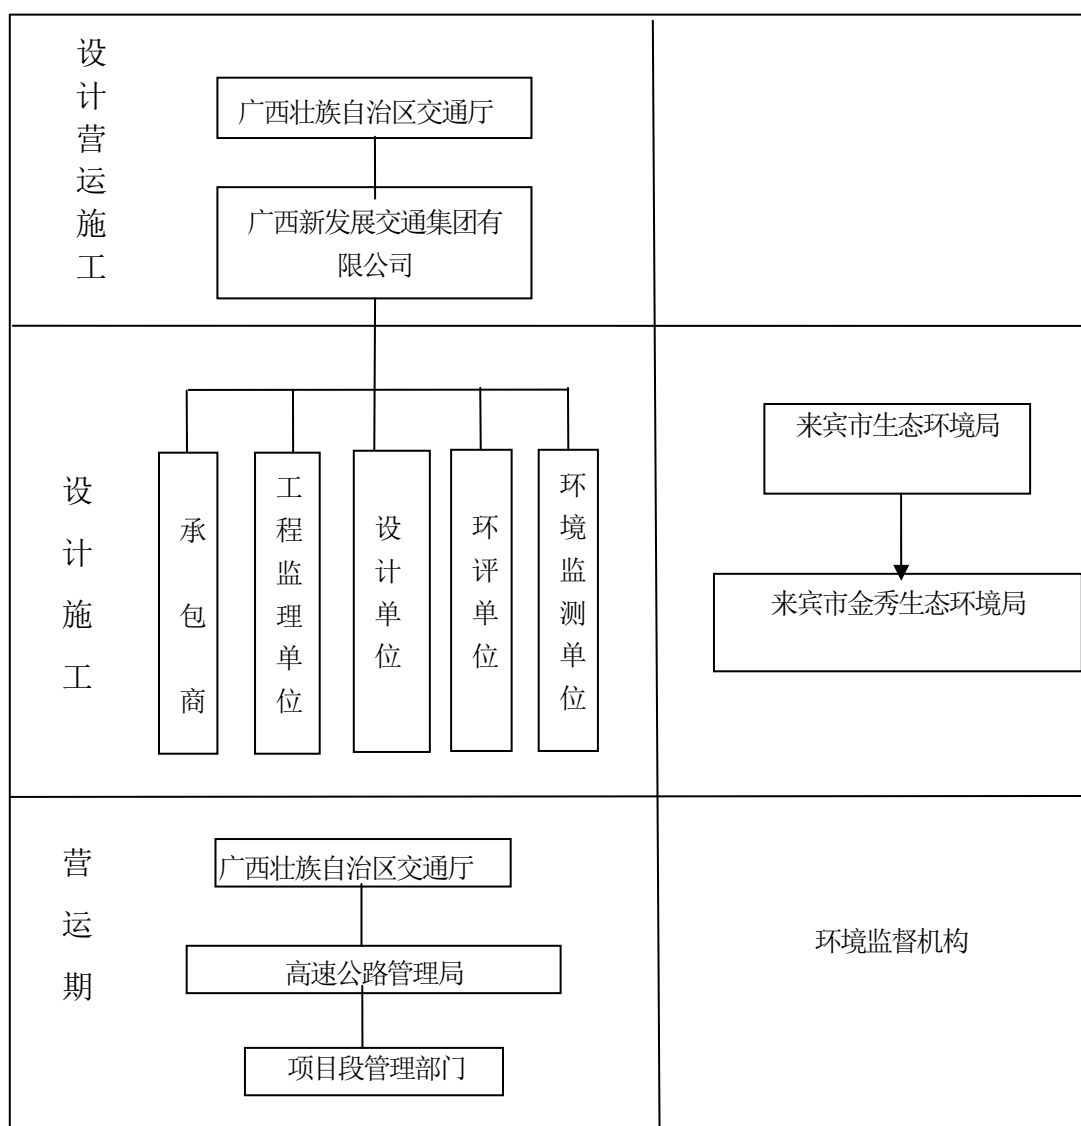 设计营运施工
广西壮族自治区交通厅
广西新发展交通集团有
限公司
设计施工
承包商
工程监理单位
设计单位
环评单位
环境监测单位
来宾市生态环境局
来宾市金秀生态环境局
营运期
广西壮族自治区交通厅
高速公路管理局
项目段管理部门
环境监督机构